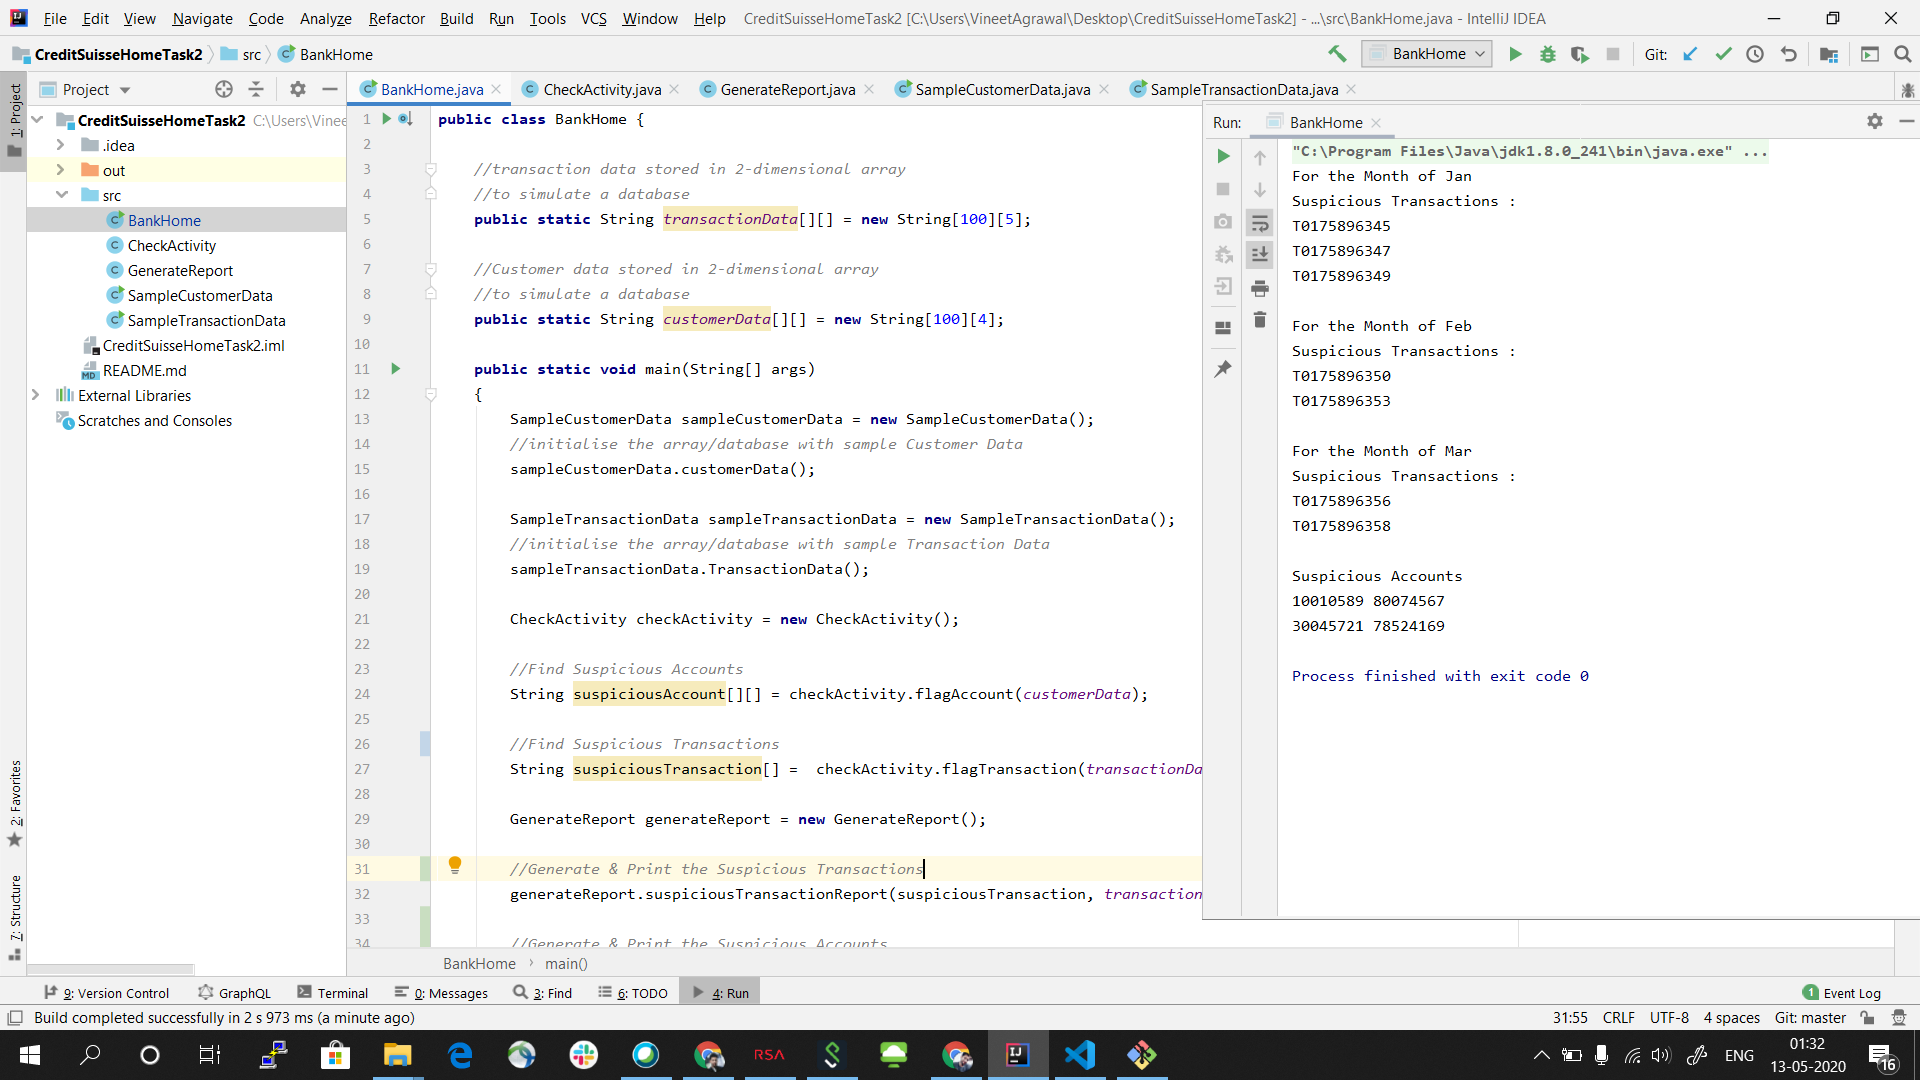 File Edit View Navigate Code Analyze Refactor Build Run Tools VCS Window Help CreditSuisseHomeTask2 [C:\Users\VineetAgrawal\Desktop\CreditSuisseHomeTask2] - ...\src\BankHome.java - IntelliJ IDEA
CreditSuisseHomeTask2 src BankHome
BankHome Git:
1: Project
2: Favorites
7: Structure
Project
CreditSuisseHomeTask2 C:\Users\Vinee
.idea
out
src
BankHome
CheckActivity
GenerateReport
SampleCustomerData
SampleTransactionData
CreditSuisseHomeTask2.iml
README.md
External Libraries
Scratches and Consoles
BankHome.java CheckActivity.java GenerateReport.java SampleCustomerData.java SampleTransactionData.java
1 public class BankHome {
2
3 //transaction data stored in 2-dimensional array
4 //to simulate a database
5 public static String transactionData[][] = new String[100][5];
6
7 //Customer data stored in 2-dimensional array
8 //to simulate a database
9 public static String customerData[][] = new String[100][4];
10
11 public static void main(String[] args)
12 {
13 SampleCustomerData sampleCustomerData = new SampleCustomerData();
14 //initialise the array/database with sample Customer Data
15 sampleCustomerData.customerData();
16
17 SampleTransactionData sampleTransactionData = new SampleTransactionData();
18 //initialise the array/database with sample Transaction Data
19 sampleTransactionData.TransactionData();
20
21 CheckActivity checkActivity = new CheckActivity();
22
23 //Find Suspicious Accounts
24 String suspiciousAccount[][] = checkActivity.flagAccount(customerData);
25
26 //Find Suspicious Transactions
27 String suspiciousTransaction[] = checkActivity.flagTransaction(transactionDa
28
29 GenerateReport generateReport = new GenerateReport();
30
31 //Generate & Print the Suspicious Transactions
32 generateReport.suspiciousTransactionReport(suspiciousTransaction, transaction
33
34 //Generate & Print the Suspicious Accounts
BankHome main()
Run: BankHome
"C:\Program Files\Java\jdk1.8.0_241\bin\java.exe" ...
For the Month of Jan
Suspicious Transactions :
T0175896345
T0175896347
T0175896349
For the Month of Feb
Suspicious Transactions :
T0175896350
T0175896353
For the Month of Mar
Suspicious Transactions :
T0175896356
T0175896358
Suspicious Accounts
10010589 80074567
30045721 78524169
Process finished with exit code 0
9: Version Control GraphQL Terminal 0: Messages 3: Find 6: TODO 4: Run 1 Event Log
Build completed successfully in 2 s 973 ms (a minute ago) 31:55 CRLF UTF-8 4 spaces Git: master
RSA
ENG
01:32
13-05-2020
16